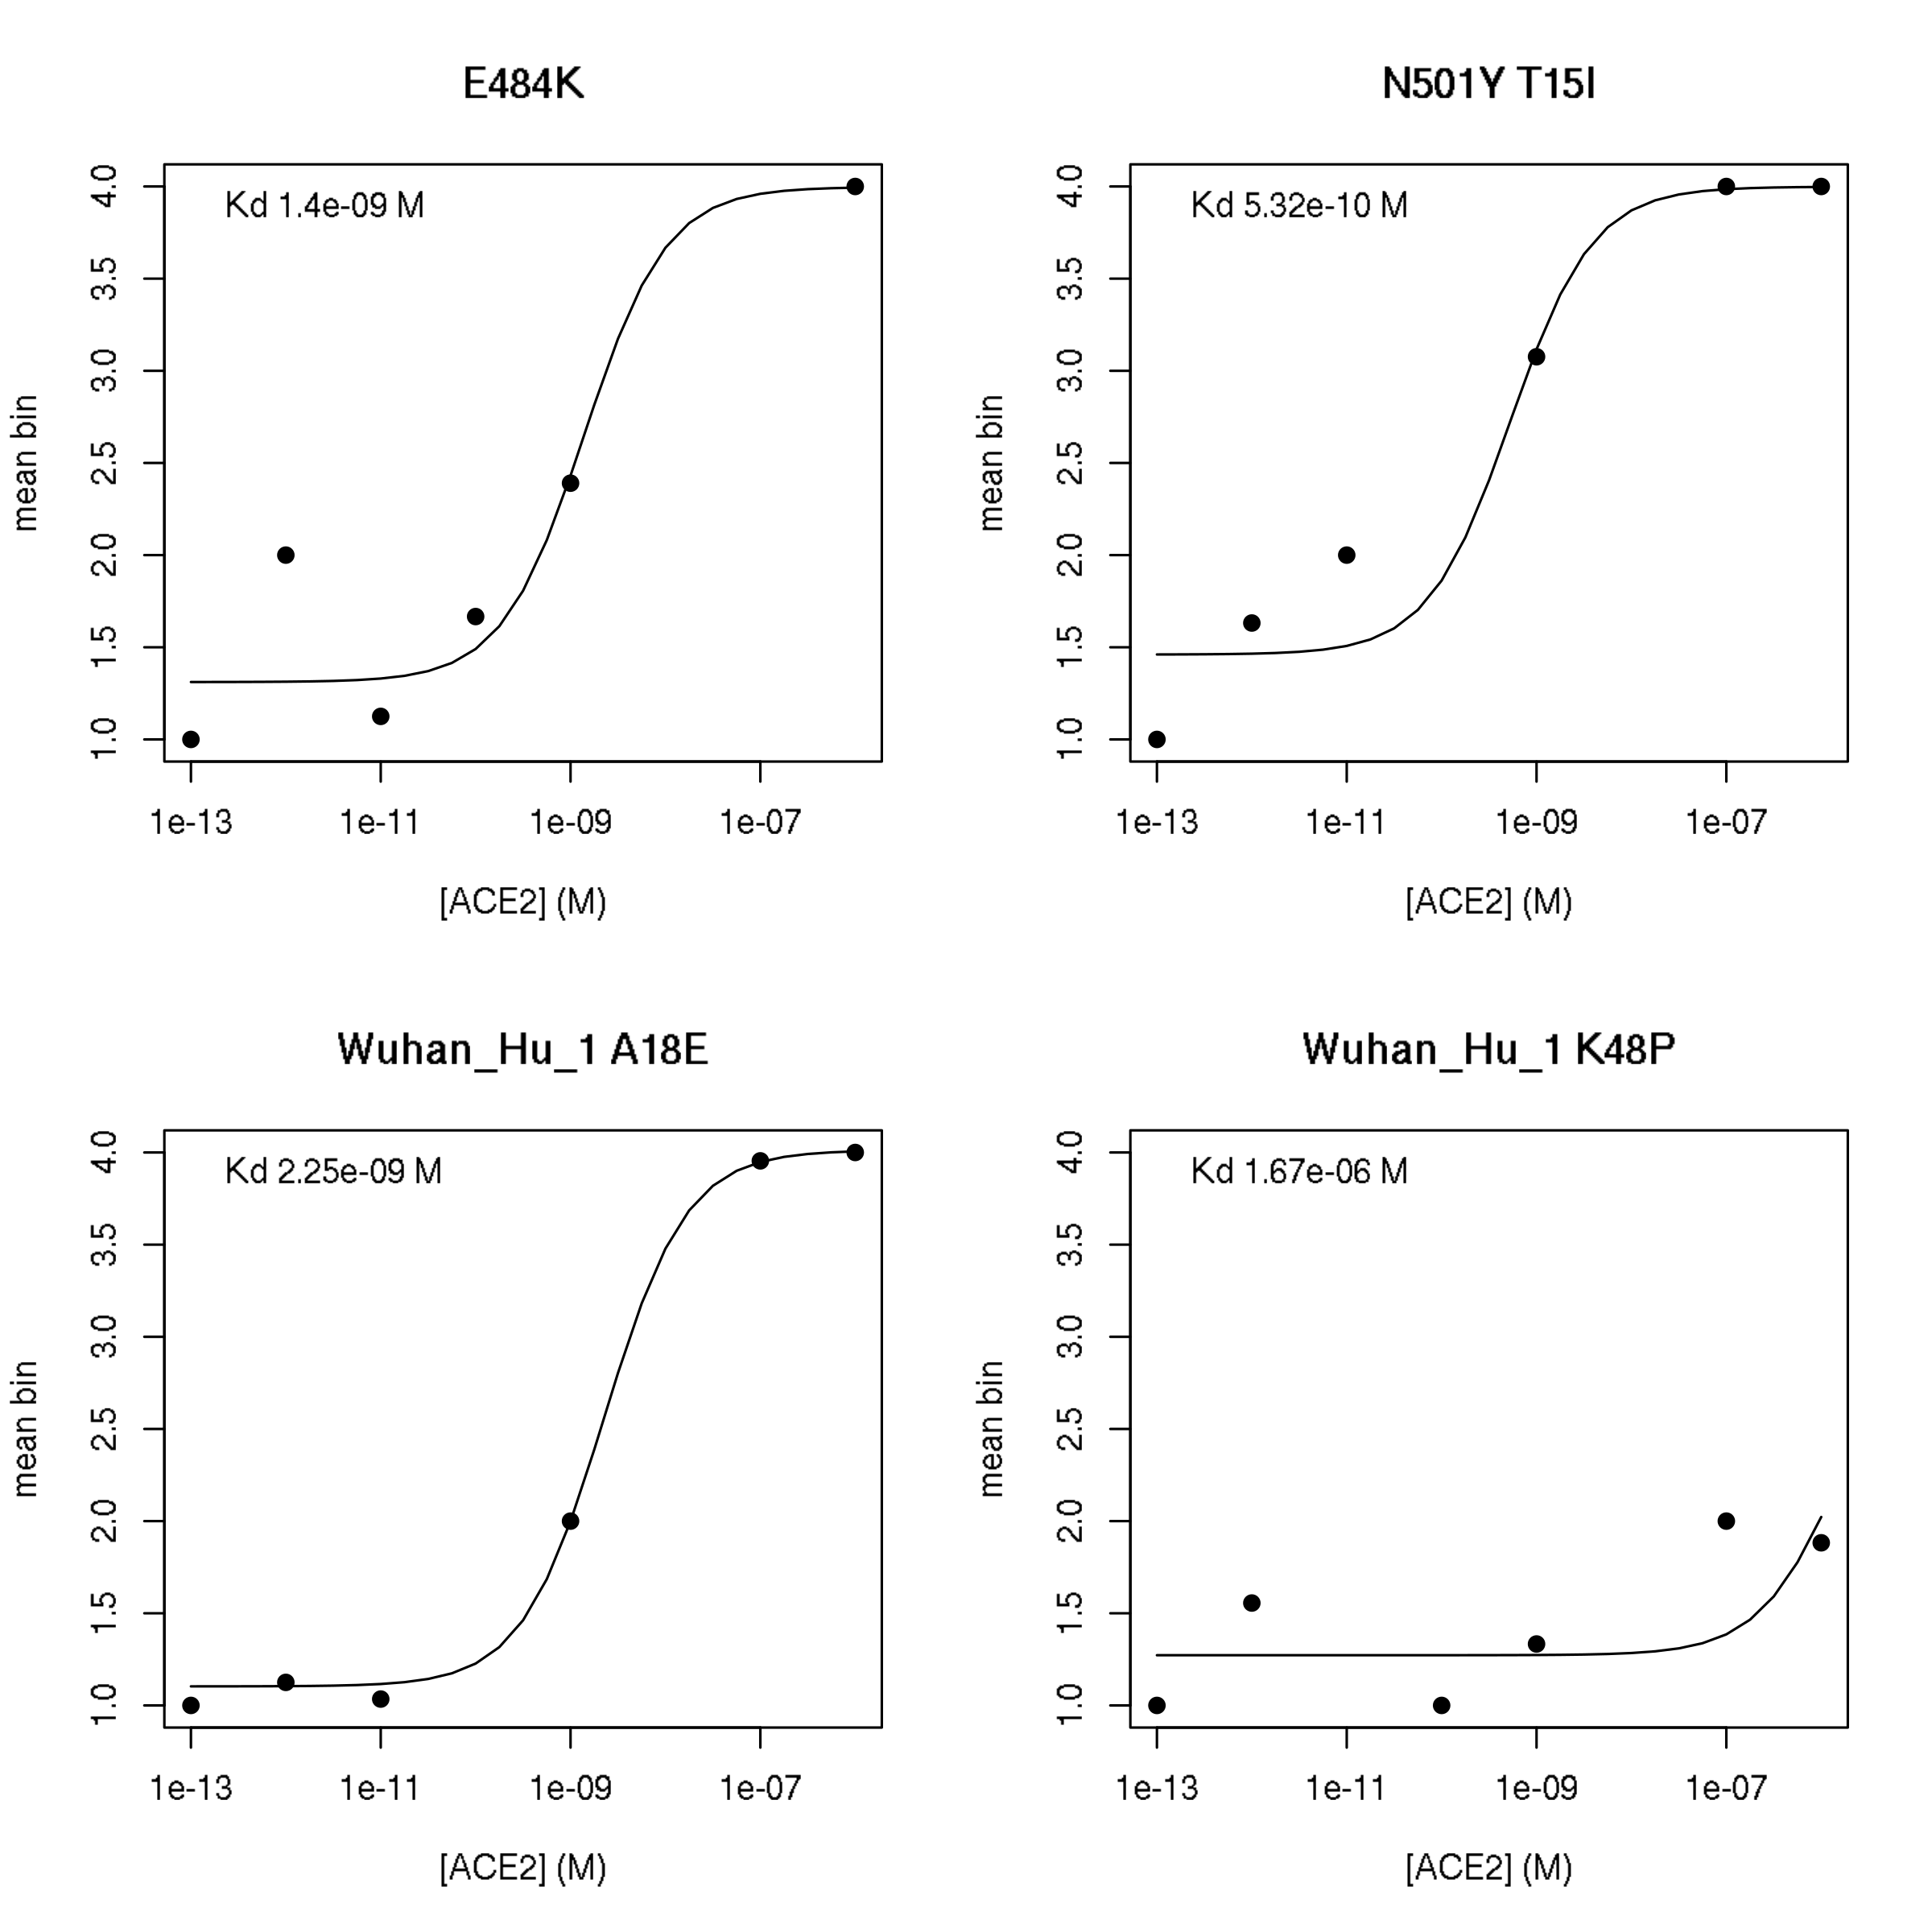 E484K
Kd 1.4e-09 M
4.0
3.5
3.0
2.5
2.0
1.5
1.0
mean bin
1e-13 1e-11 1e-09 1e-07
[ACE2] (M)
N501Y T15I
Kd 5.32e-10 M
4.0
3.5
3.0
2.5
2.0
1.5
1.0
mean bin
1e-13 1e-11 1e-09 1e-07
[ACE2] (M)
Wuhan_Hu_1 A18E
Kd 2.25e-09 M
4.0
3.5
3.0
2.5
2.0
1.5
1.0
mean bin
1e-13 1e-11 1e-09 1e-07
[ACE2] (M)
Wuhan_Hu_1 K48P
Kd 1.67e-06 M
4.0
3.5
3.0
2.5
2.0
1.5
1.0
mean bin
1e-13 1e-11 1e-09 1e-07
[ACE2] (M)